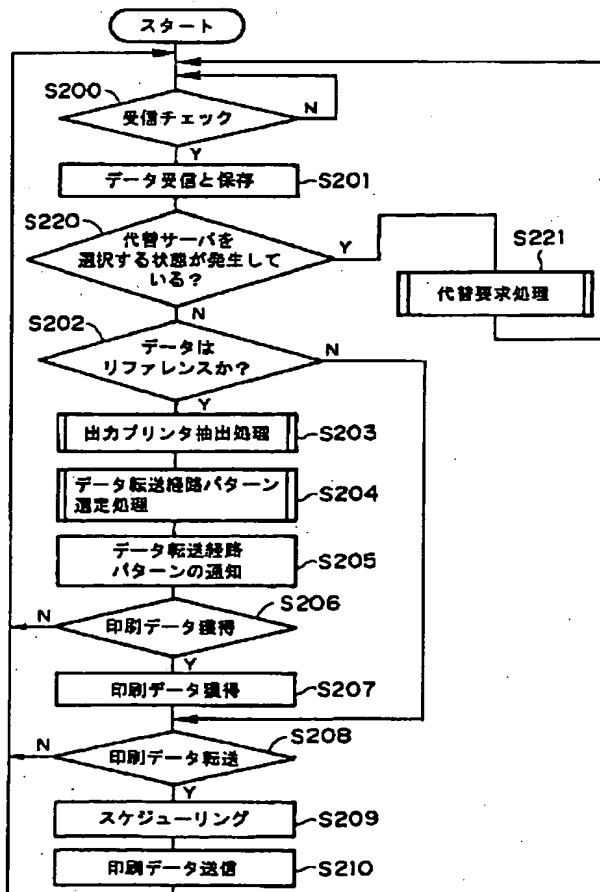 スタート
S200
受信チェック
N
Y
データ受信と保存
S201
S220
代替サーバを
選択する状態が発生して
いる?
Y
N
S221
代替要求処理
S202
データは
リファレンスか?
N
Y
出力プリンタ抽出処理
S203
データ転送経路パターン
選定処理
S204
データ転送経路
パターンの通知
S205
S206
印刷データ獲得
N
Y
印刷データ獲得
S207
S208
印刷データ転送
N
Y
スケジューリング
S209
印刷データ送信
S210